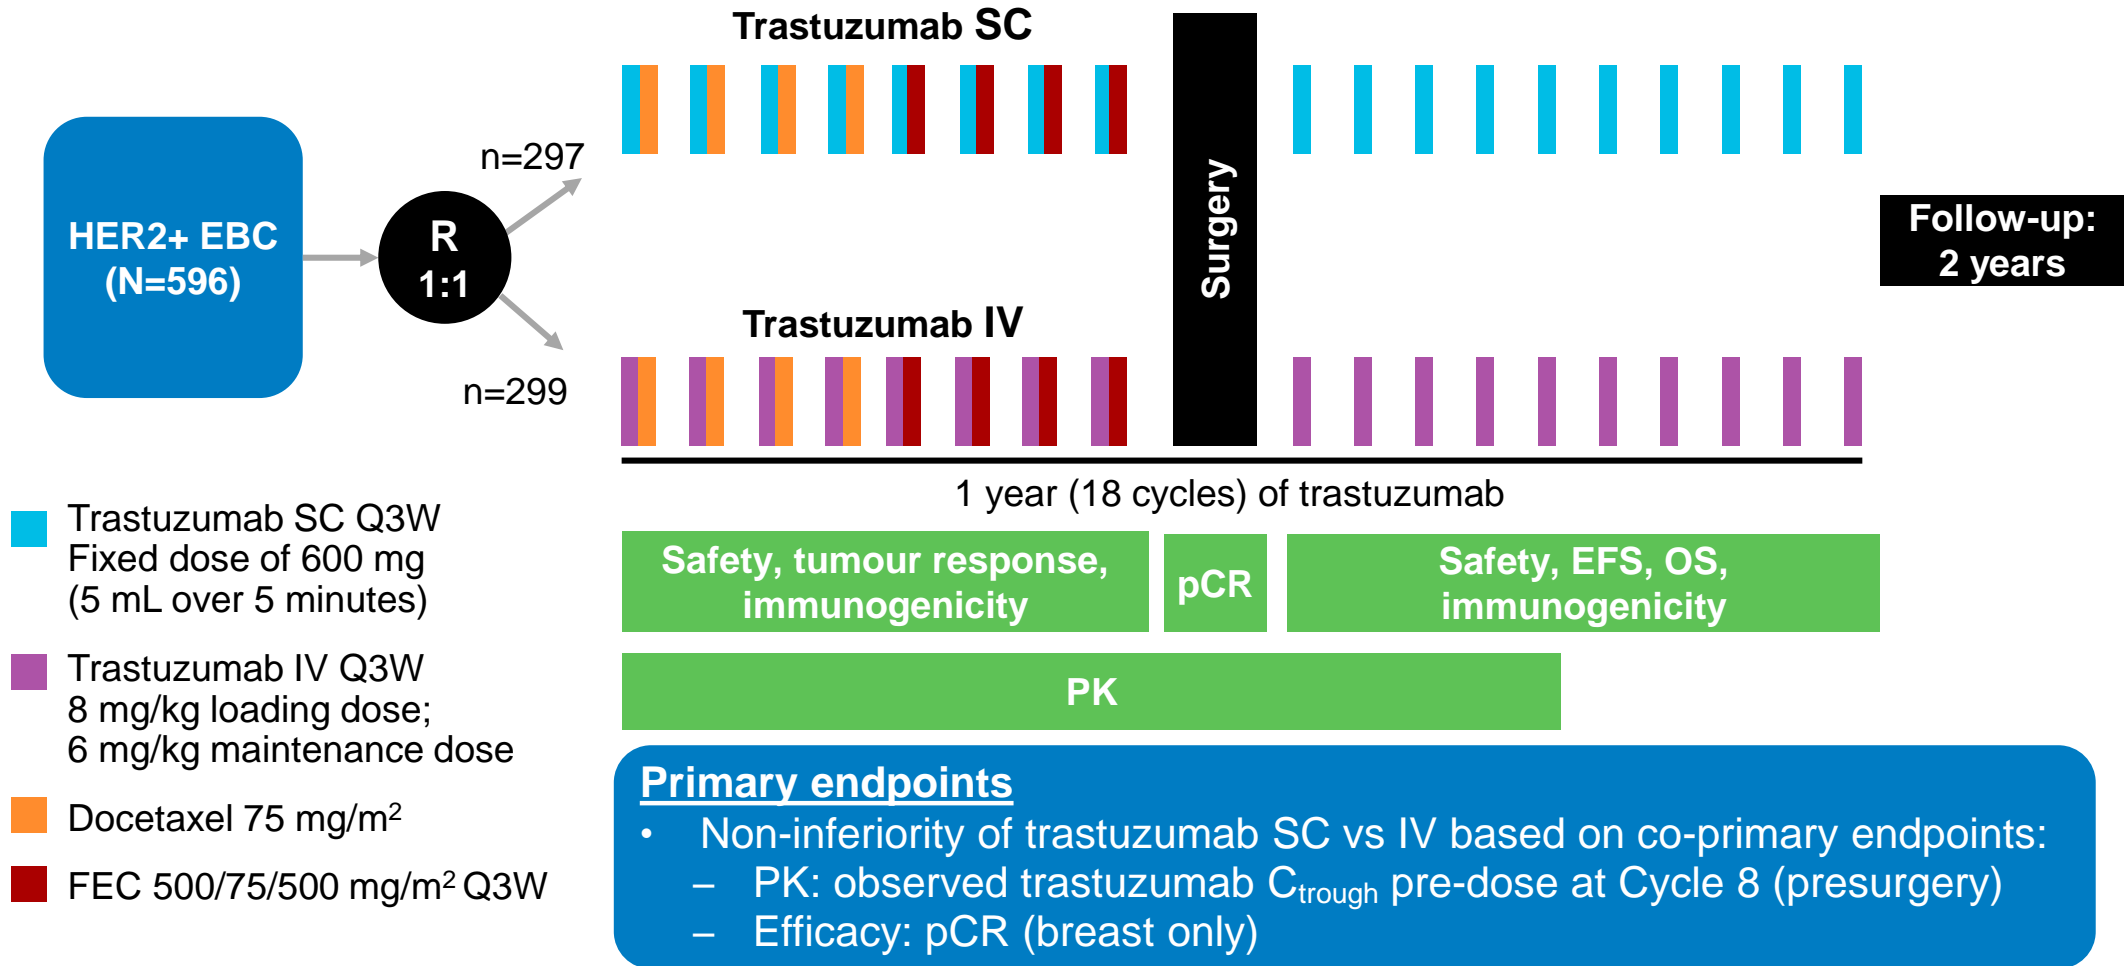 Trastuzumab SC
n=297
HER2+ EBC
(N=596)
R
1:1
n=299
Trastuzumab IV
Surgery
Follow-up:
2 years
1 year (18 cycles) of trastuzumab
Trastuzumab SC Q3W
Fixed dose of 600 mg
(5 mL over 5 minutes)
Trastuzumab IV Q3W
8 mg/kg loading dose;
6 mg/kg maintenance dose
Docetaxel 75 mg/m²
FEC 500/75/500 mg/m² Q3W
Safety, tumour response,
immunogenicity
pCR
Safety, EFS, OS,
immunogenicity
PK
Primary endpoints
• Non-inferiority of trastuzumab SC vs IV based on co-primary endpoints:
– PK: observed trastuzumab Ctrough pre-dose at Cycle 8 (presurgery)
– Efficacy: pCR (breast only)